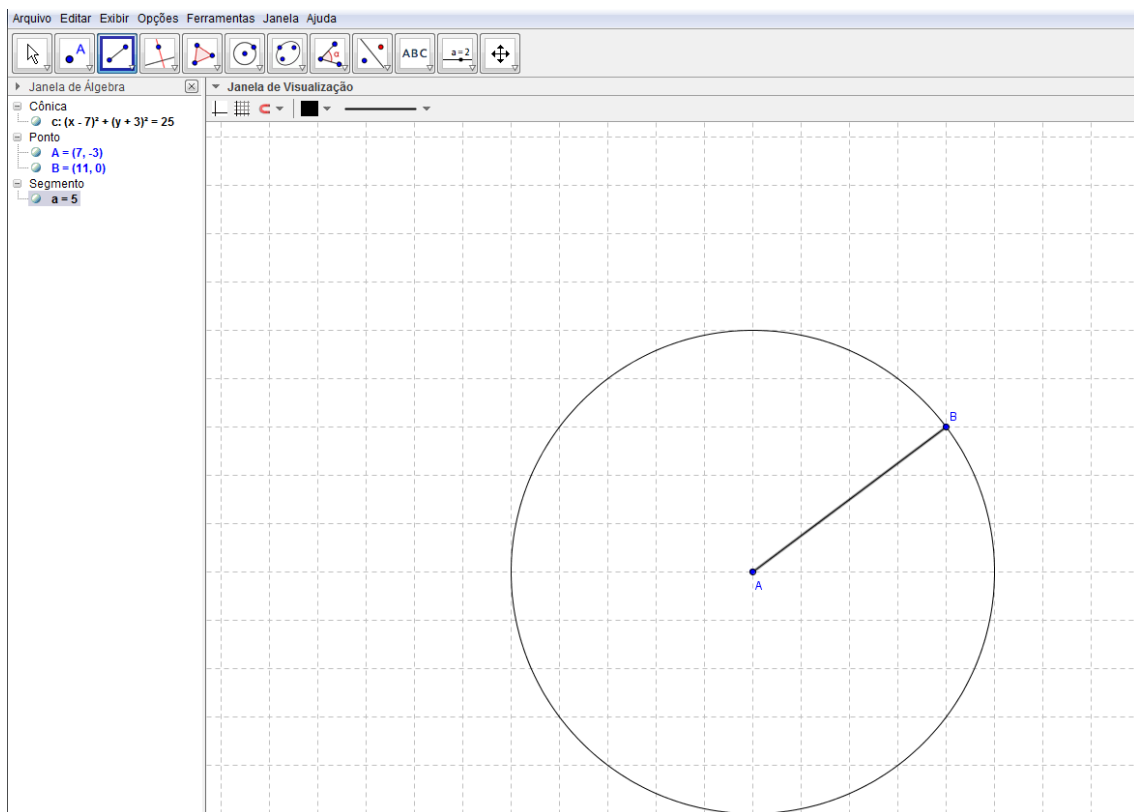 Arquivo Editar Exibir Opções Ferramentas Janela Ajuda
A
α
ABC
a=2
Janela de Álgebra
Janela de Visualização
Cônica
c: (x - 7)² + (y + 3)² = 25
Ponto
A = (7, -3)
B = (11, 0)
Segmento
a = 5
B
A